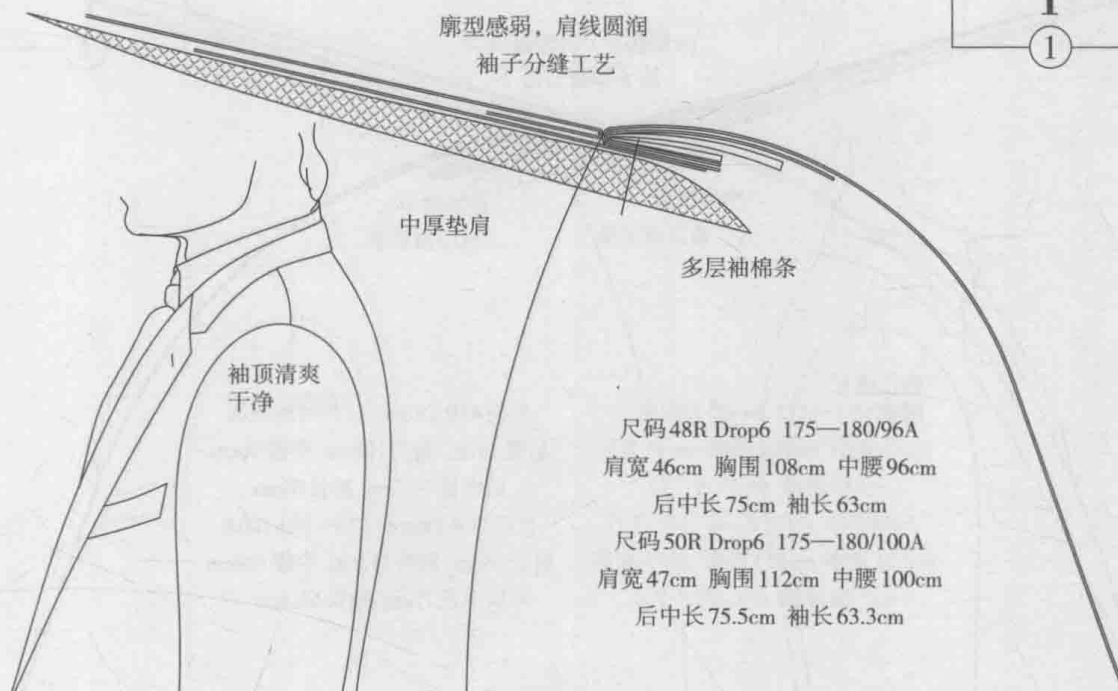 廓型感弱，肩线圆润
袖子分缝工艺
①
中厚垫肩
多层袖棉条
袖顶清爽
干净
尺码48R Drop6 175—180/96A
肩宽46cm 胸围108cm 中腰96cm
后中长75cm 袖长63cm
尺码50R Drop6 175—180/100A
肩宽47cm 胸围112cm 中腰100cm
后中长75.5cm 袖长63.3cm